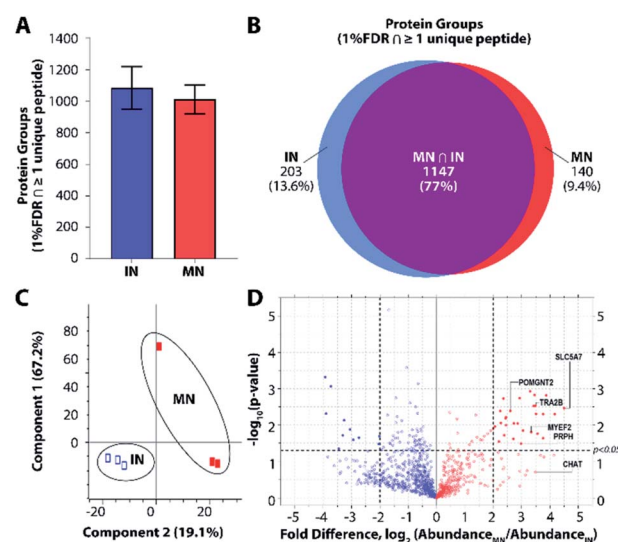 A
Protein Groups
(1%FDR ∩ ≥ 1 unique peptide)
1400
1200
1000
800
600
400
200
0
IN
MN
B
Protein Groups
(1%FDR ∩ ≥ 1 unique peptide)
IN
203
(13.6%)
MN ∩ IN
1147
(77%)
MN
140
(9.4%)
C
Component 1 (67.2%)
80
60
40
20
0
-20
-40
MN
IN
-20
0
20
Component 2 (19.1%)
D
-log10(p-value)
5
4
3
2
1
0
5
4
3
2
1
0
SLC5A7
POMGNT2
TRA2B
MYEF2
PRPH
p<0.05
CHAT
-5 -4 -3 -2 -1 0 1 2 3 4 5
Fold Difference, log2 (AbundanceMN/AbundanceIN)